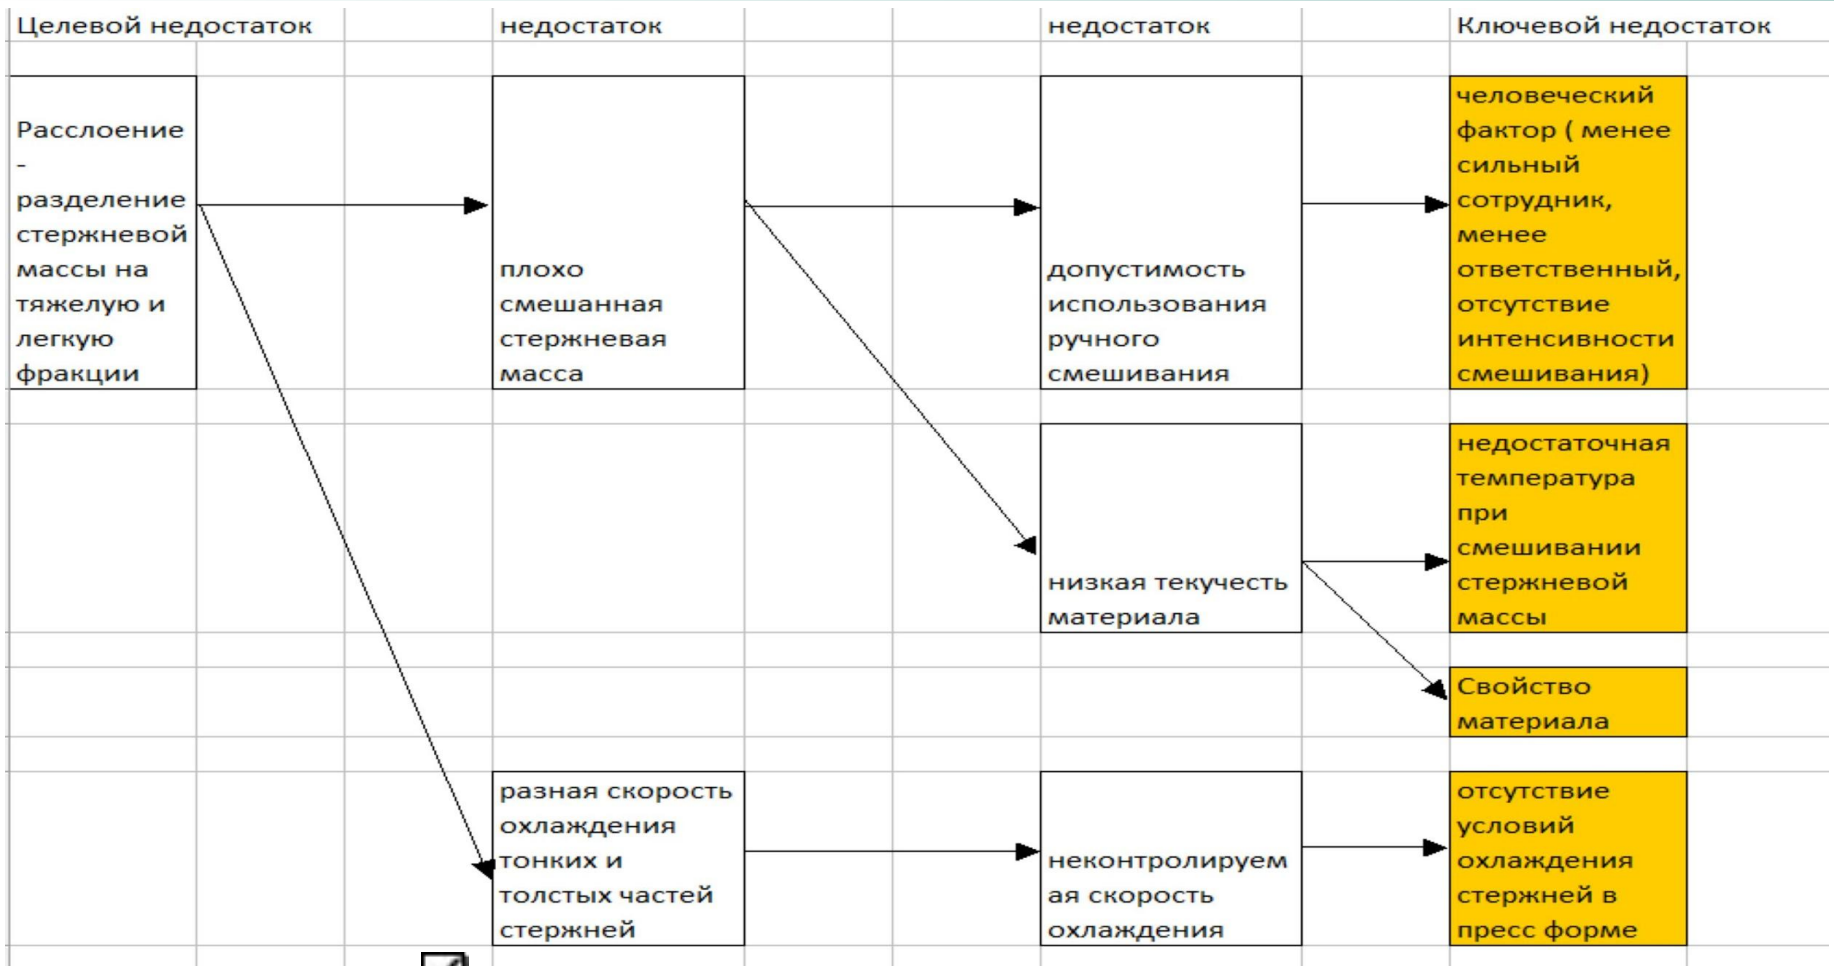 Целевой недостаток
недостаток
недостаток
Ключевой недостаток
Расслоение
-
разделение
стержневой
массы на
тяжелую и
легкую
фракции
плохо
смешанная
стержневая
масса
допустимость
использования
ручного
смешивания
человеческий
фактор ( менее
сильный
сотрудник,
менее
ответственный,
отсутствие
интенсивности
смешивания)
низкая текучесть
материала
недостаточная
температура
при
смешивании
стержневой
массы
Свойство
материала
разная скорость
охлаждения
тонких и
толстых частей
стержней
неконтролируем
ая скорость
охлаждения
отсутствие
условий
охлаждения
стержней в
пресс форме